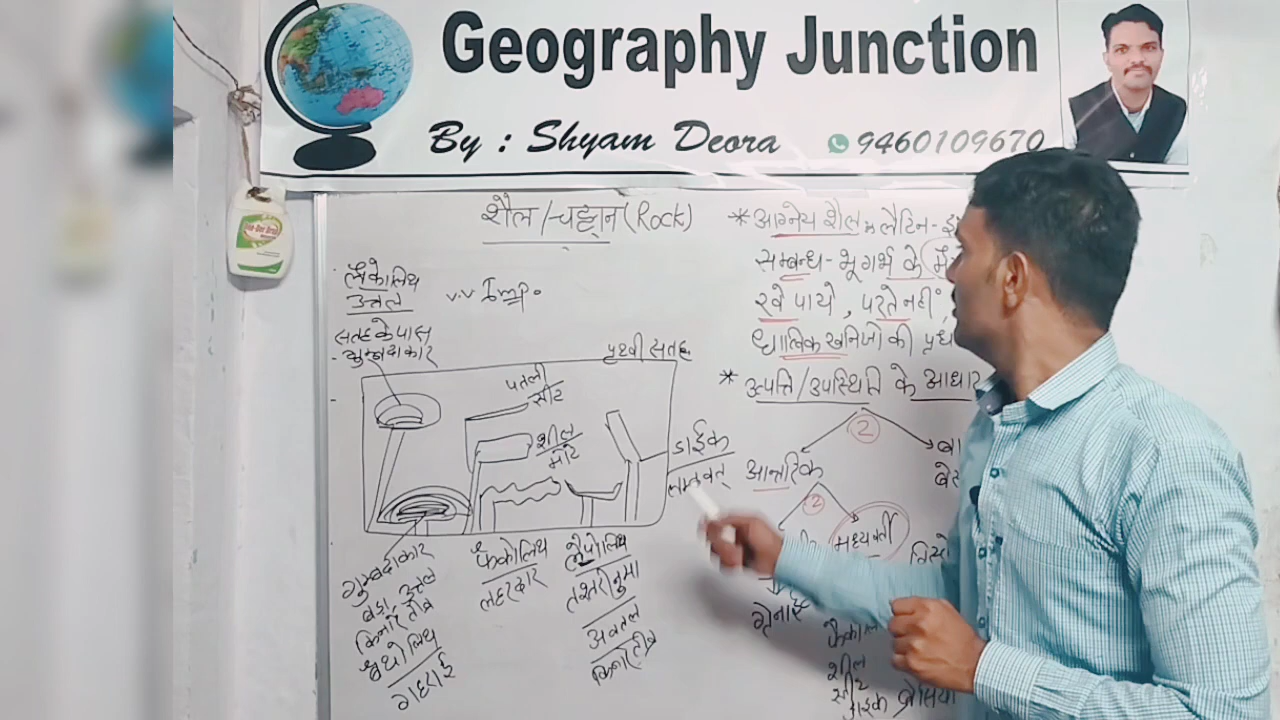 Geography Junction
By : Shyam Deora 9460109670
शैल/चट्टान (Rock)
लैकोलिथ
उत्तल
v.v Imp.
सतह के पास
गुम्बदाकार
पृथ्वी सतह
पतली
सीट
शील
मोटे
डाईक
लम्बवत्
गुम्बदाकार
बड़ा, उत्तल
किनारे तीव्र
बैथोलिथ
गहराई
फैकोलिथ
लहरदार
लैपोलिथ
तश्तरीनुमा
अवतल
किनारे तीव्र
* आग्नेय शैल लैटिन-
सम्बन्ध- भूगर्भ के
रवे पाये, परते नहीं
धात्विक खनिजो की
* उत्पत्ति/उपस्थिति के आधार
2
आन्तरिक
2
मध्यवर्ती
शील
सीट
डाईक